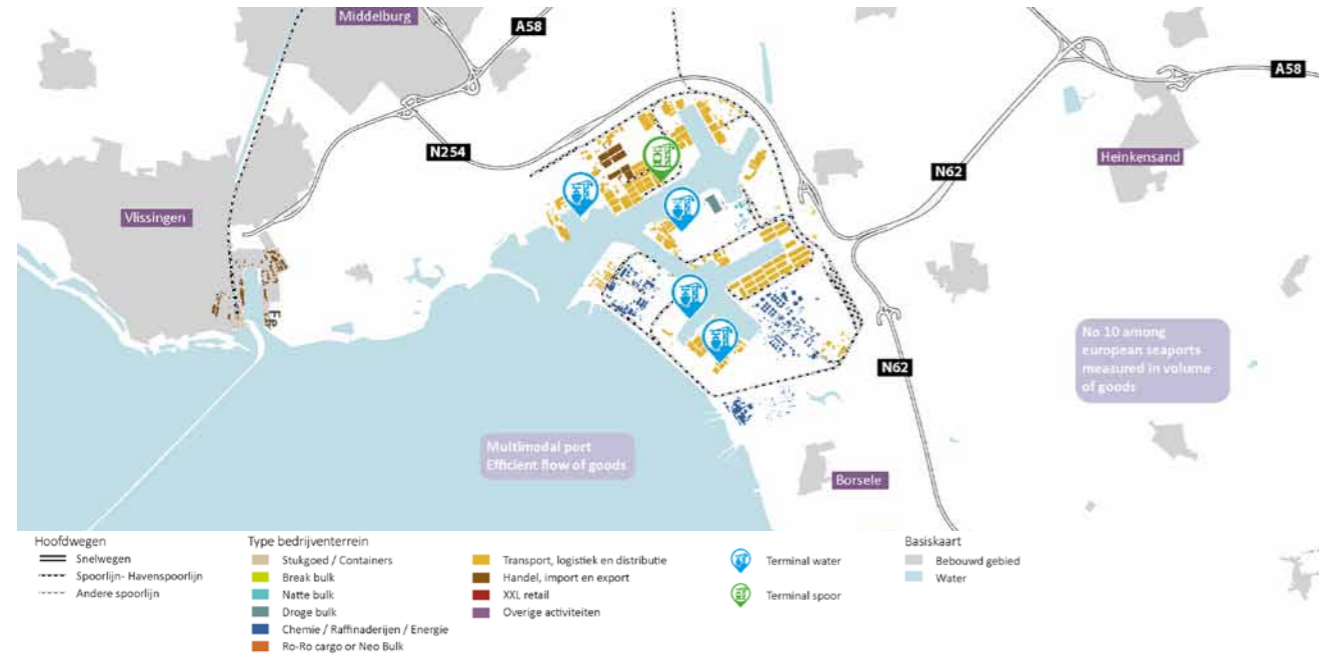 Middelburg
A58
A58
N254
Heinkensand
N62
Vlissingen
No 10 among
european seaports
measured in volume
of goods
N62
Multimodal port
Efficient flow of goods
Borsele
Hoofdwegen
Snelwegen
Spoorlijn- Havenspoorlijn
Andere spoorlijn
Type bedrijventerrein
Stukgoed / Containers
Break bulk
Natte bulk
Droge bulk
Chemie / Raffinaderijen / Energie
Ro-Ro cargo or Neo Bulk
Transport, logistiek en distributie
Handel, import en export
XXL retail
Overige activiteiten
Terminal water
Terminal spoor
Basiskaart
Bebouwd gebied
Water